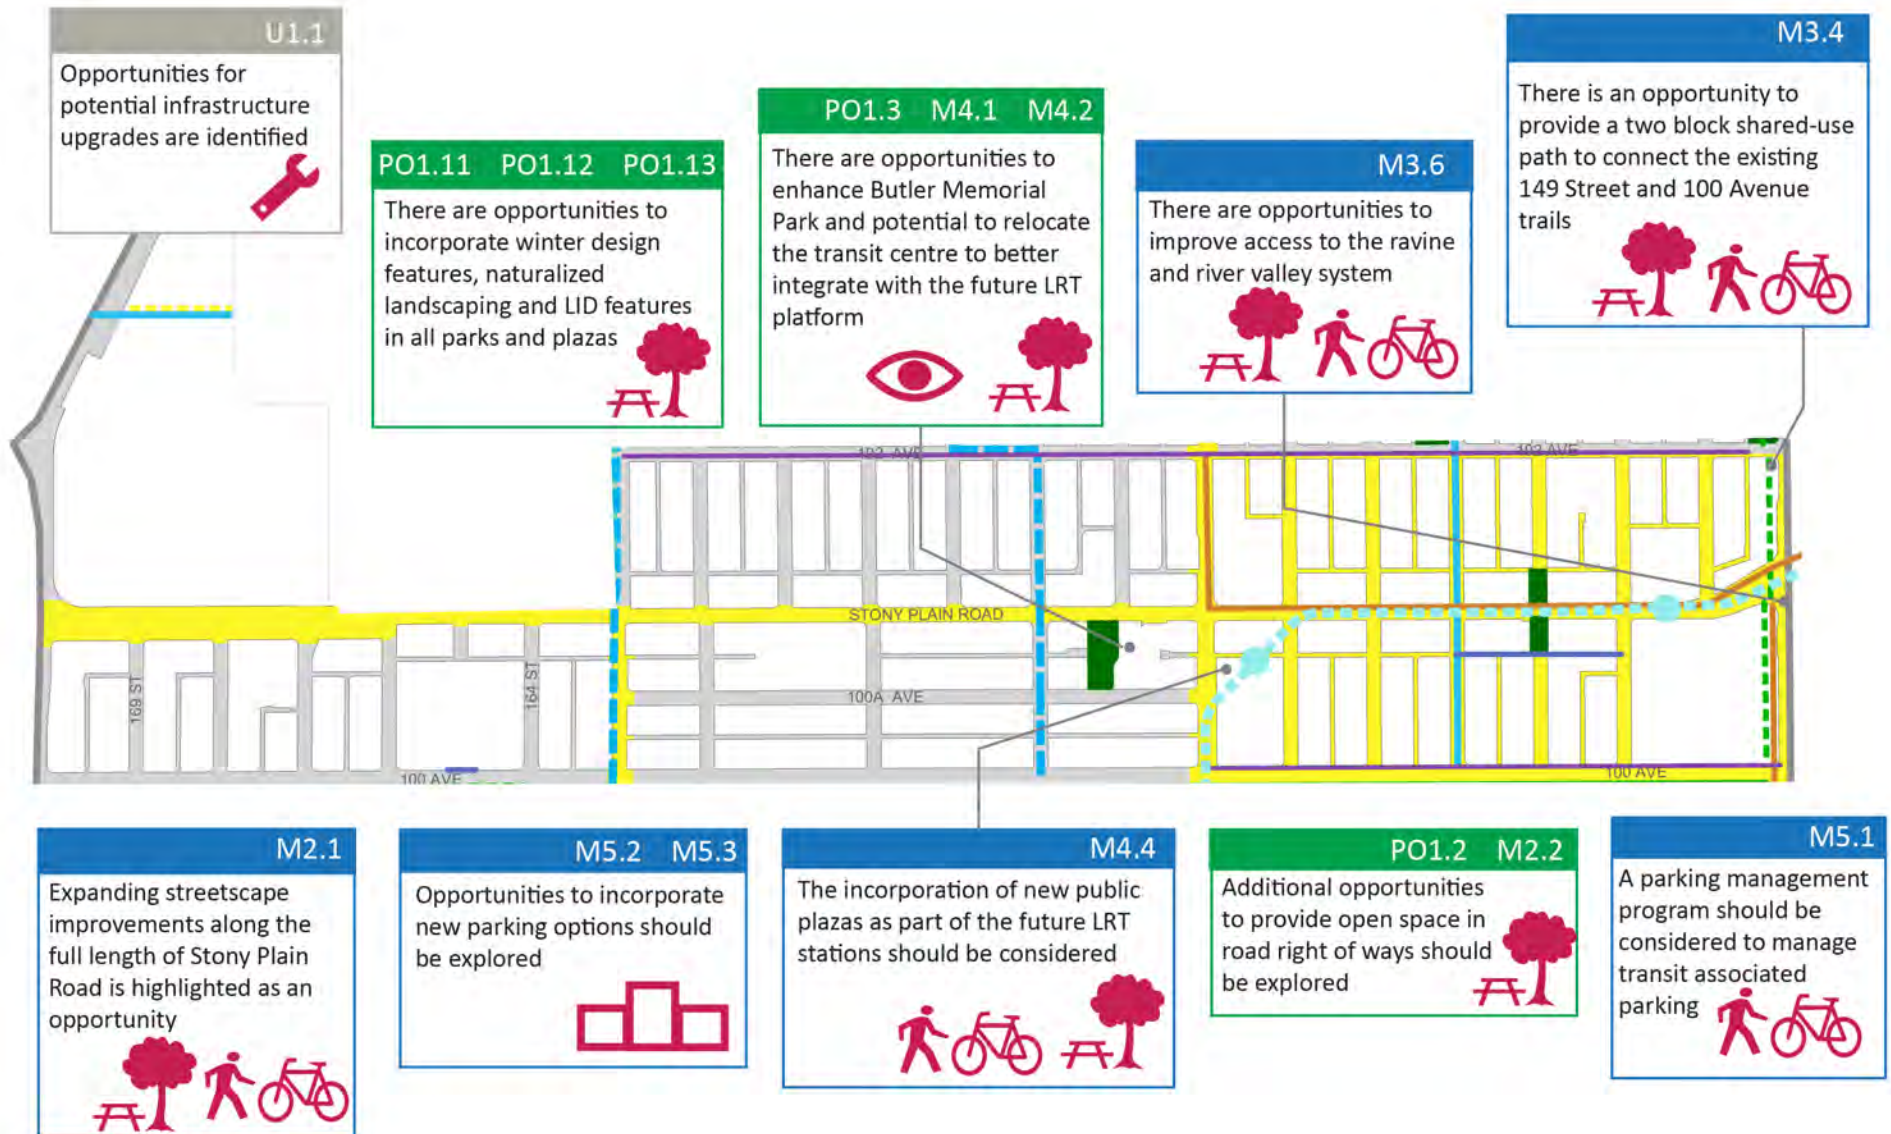 U1.1
Opportunities for
potential infrastructure
upgrades are identified
PO1.11 PO1.12 PO1.13
There are opportunities to
incorporate winter design
features, naturalized
landscaping and LID features
in all parks and plazas
PO1.3 M4.1 M4.2
There are opportunities to
enhance Butler Memorial
Park and potential to relocate
the transit centre to better
integrate with the future LRT
platform
M3.6
There are opportunities to
improve access to the ravine
and river valley system
M3.4
There is an opportunity to
provide a two block shared-use
path to connect the existing
149 Street and 100 Avenue
trails
102 AVE
102 AVE
STONY PLAIN ROAD
169 ST
164 ST
100A AVE
100 AVE
100 AVE
M2.1
Expanding streetscape
improvements along the
full length of Stony Plain
Road is highlighted as an
opportunity
M5.2 M5.3
Opportunities to incorporate
new parking options should
be explored
M4.4
The incorporation of new public
plazas as part of the future LRT
stations should be considered
PO1.2 M2.2
Additional opportunities
to provide open space in
road right of ways should
be explored
M5.1
A parking management
program should be
considered to manage
transit associated
parking